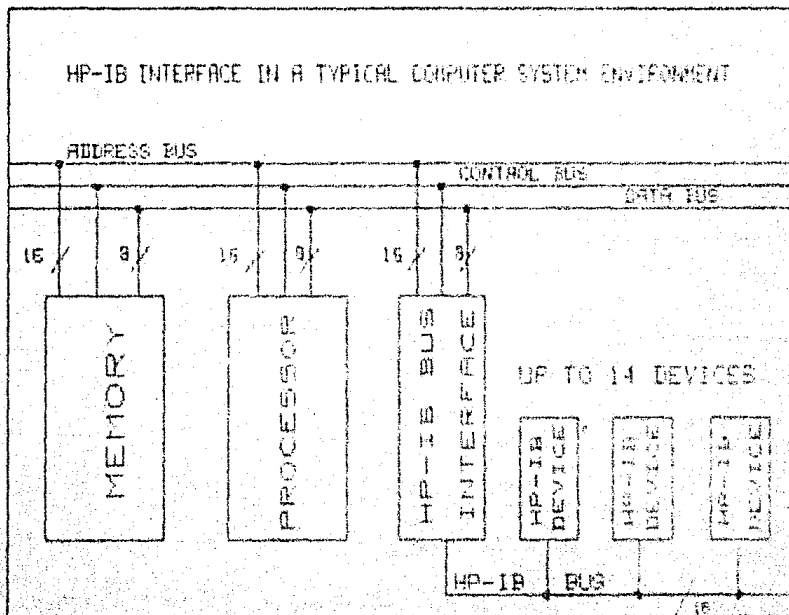 HP-IB INTERFACE IN A TYPICAL COMPUTER SYSTEM ENVIRONMENT
ADDRESS BUS
CONTROL BUS
DATA BUS
16 8 16 8 16 8
MEMORY
PROCESSOR
HP-IB BUS
INTERFACE
UP TO 14 DEVICES
HP-IB
DEVICE
HP-IB
DEVICE
HP-IB
DEVICE
HP-IB BUS
16